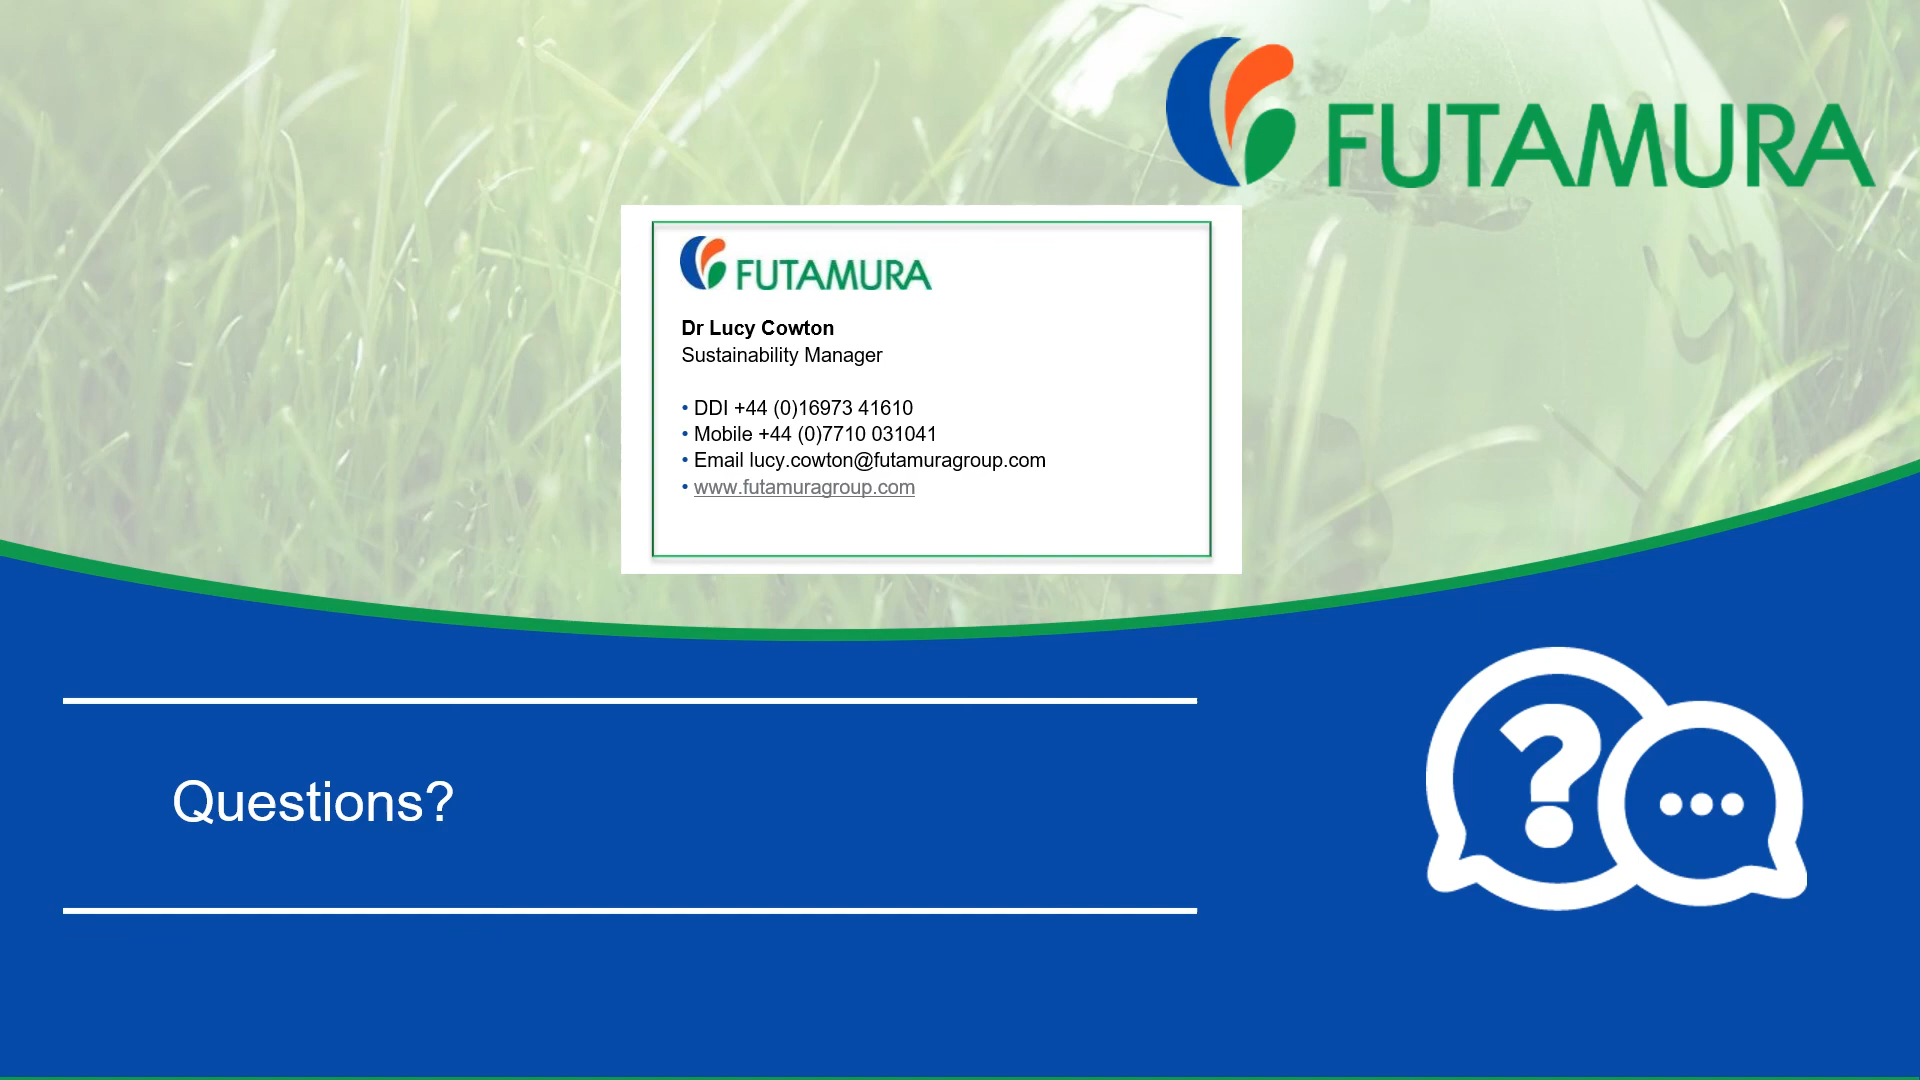 FUTAMURA
FUTAMURA
Dr Lucy Cowton
Sustainability Manager
• DDI +44 (0)16973 41610
• Mobile +44 (0)7710 031041
• Email lucy.cowton@futamuragroup.com
• www.futamuragroup.com
Questions?